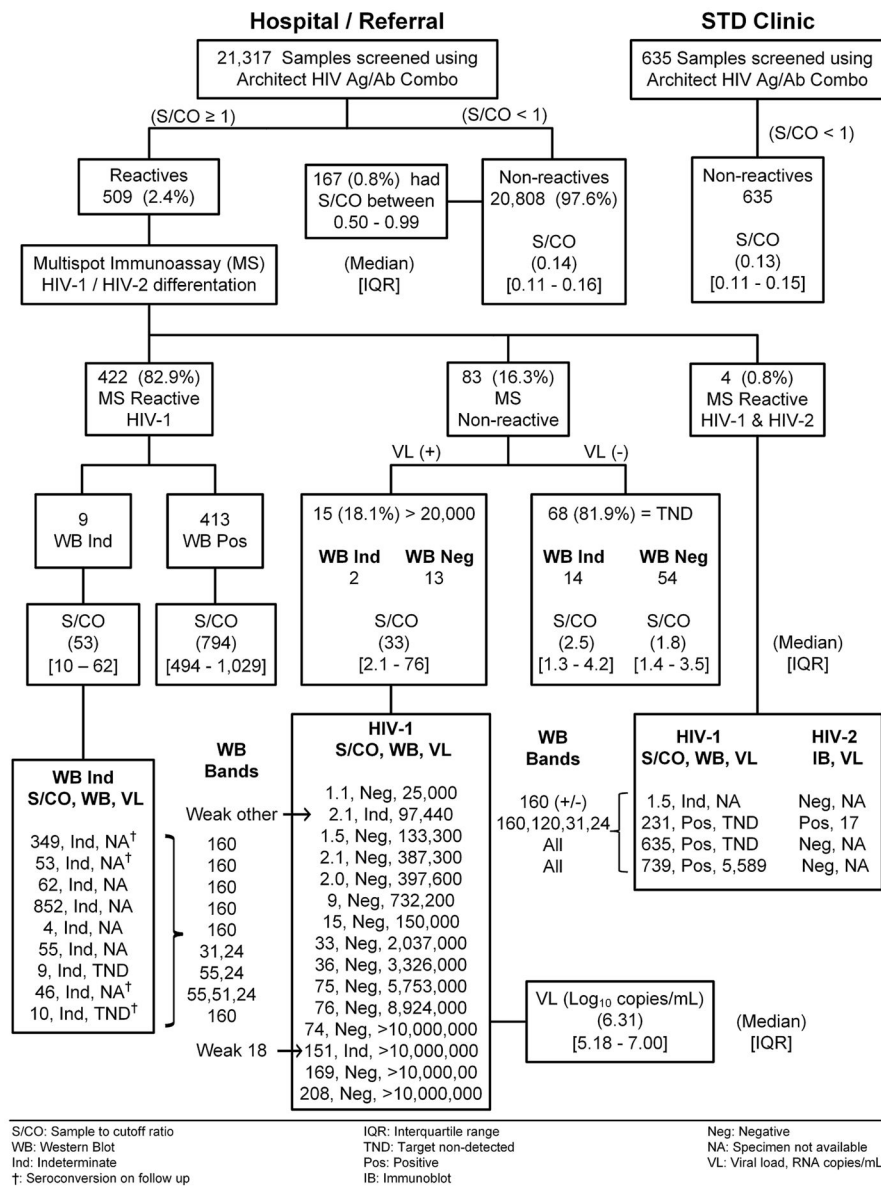 Hospital / Referral
STD Clinic
21,317 Samples screened using
Architect HIV Ag/Ab Combo
635 Samples screened using
Architect HIV Ag/Ab Combo
(S/CO ≥ 1)
(S/CO < 1)
(S/CO < 1)
Reactives
509 (2.4%)
167 (0.8%) had
S/CO between
0.50 - 0.99
Non-reactives
20,808 (97.6%)
S/CO
(0.14)
[0.11 - 0.16]
Non-reactives
635
S/CO
(0.13)
[0.11 - 0.15]
(Median)
[IQR]
Multispot Immunoassay (MS)
HIV-1 / HIV-2 differentation
422 (82.9%)
MS Reactive
HIV-1
83 (16.3%)
MS
Non-reactive
4 (0.8%)
MS Reactive
HIV-1 & HIV-2
VL (+)
VL (-)
9
WB Ind
413
WB Pos
15 (18.1%) > 20,000
WB Ind WB Neg
2 13
S/CO
(33)
[2.1 - 76]
68 (81.9%) = TND
WB Ind WB Neg
14 54
S/CO S/CO
(2.5) (1.8)
[1.3 - 4.2] [1.4 - 3.5]
S/CO
(53)
[10 – 62]
S/CO
(794)
[494 - 1,029]
(Median)
[IQR]
WB Ind
S/CO, WB, VL
349, Ind, NA†
53, Ind, NA†
62, Ind, NA
852, Ind, NA
4, Ind, NA
55, Ind, NA
9, Ind, TND
46, Ind, NA†
10, Ind, TND†
WB
Bands
Weak other
160
160
160
160
160
31,24
55,24
55,51,24
160
Weak 18
HIV-1
S/CO, WB, VL
1.1, Neg, 25,000
2.1, Ind, 97,440
1.5, Neg, 133,300
2.1, Neg, 387,300
2.0, Neg, 397,600
9, Neg, 732,200
15, Neg, 150,000
33, Neg, 2,037,000
36, Neg, 3,326,000
75, Neg, 5,753,000
76, Neg, 8,924,000
74, Neg, >10,000,000
151, Ind, >10,000,000
169, Neg, >10,000,00
208, Neg, >10,000,000
WB
Bands
160 (+/-)
160,120,31,24
All
All
HIV-1 HIV-2
S/CO, WB, VL IB, VL
1.5, Ind, NA Neg, NA
231, Pos, TND Pos, 17
635, Pos, TND Neg, NA
739, Pos, 5,589 Neg, NA
VL (Log10 copies/mL)
(6.31)
[5.18 - 7.00]
(Median)
[IQR]
S/CO: Sample to cutoff ratio
WB: Western Blot
Ind: Indeterminate
†: Seroconversion on follow up
IQR: Interquartile range
TND: Target non-detected
Pos: Positive
IB: Immunoblot
Neg: Negative
NA: Specimen not available
VL: Viral load, RNA copies/mL